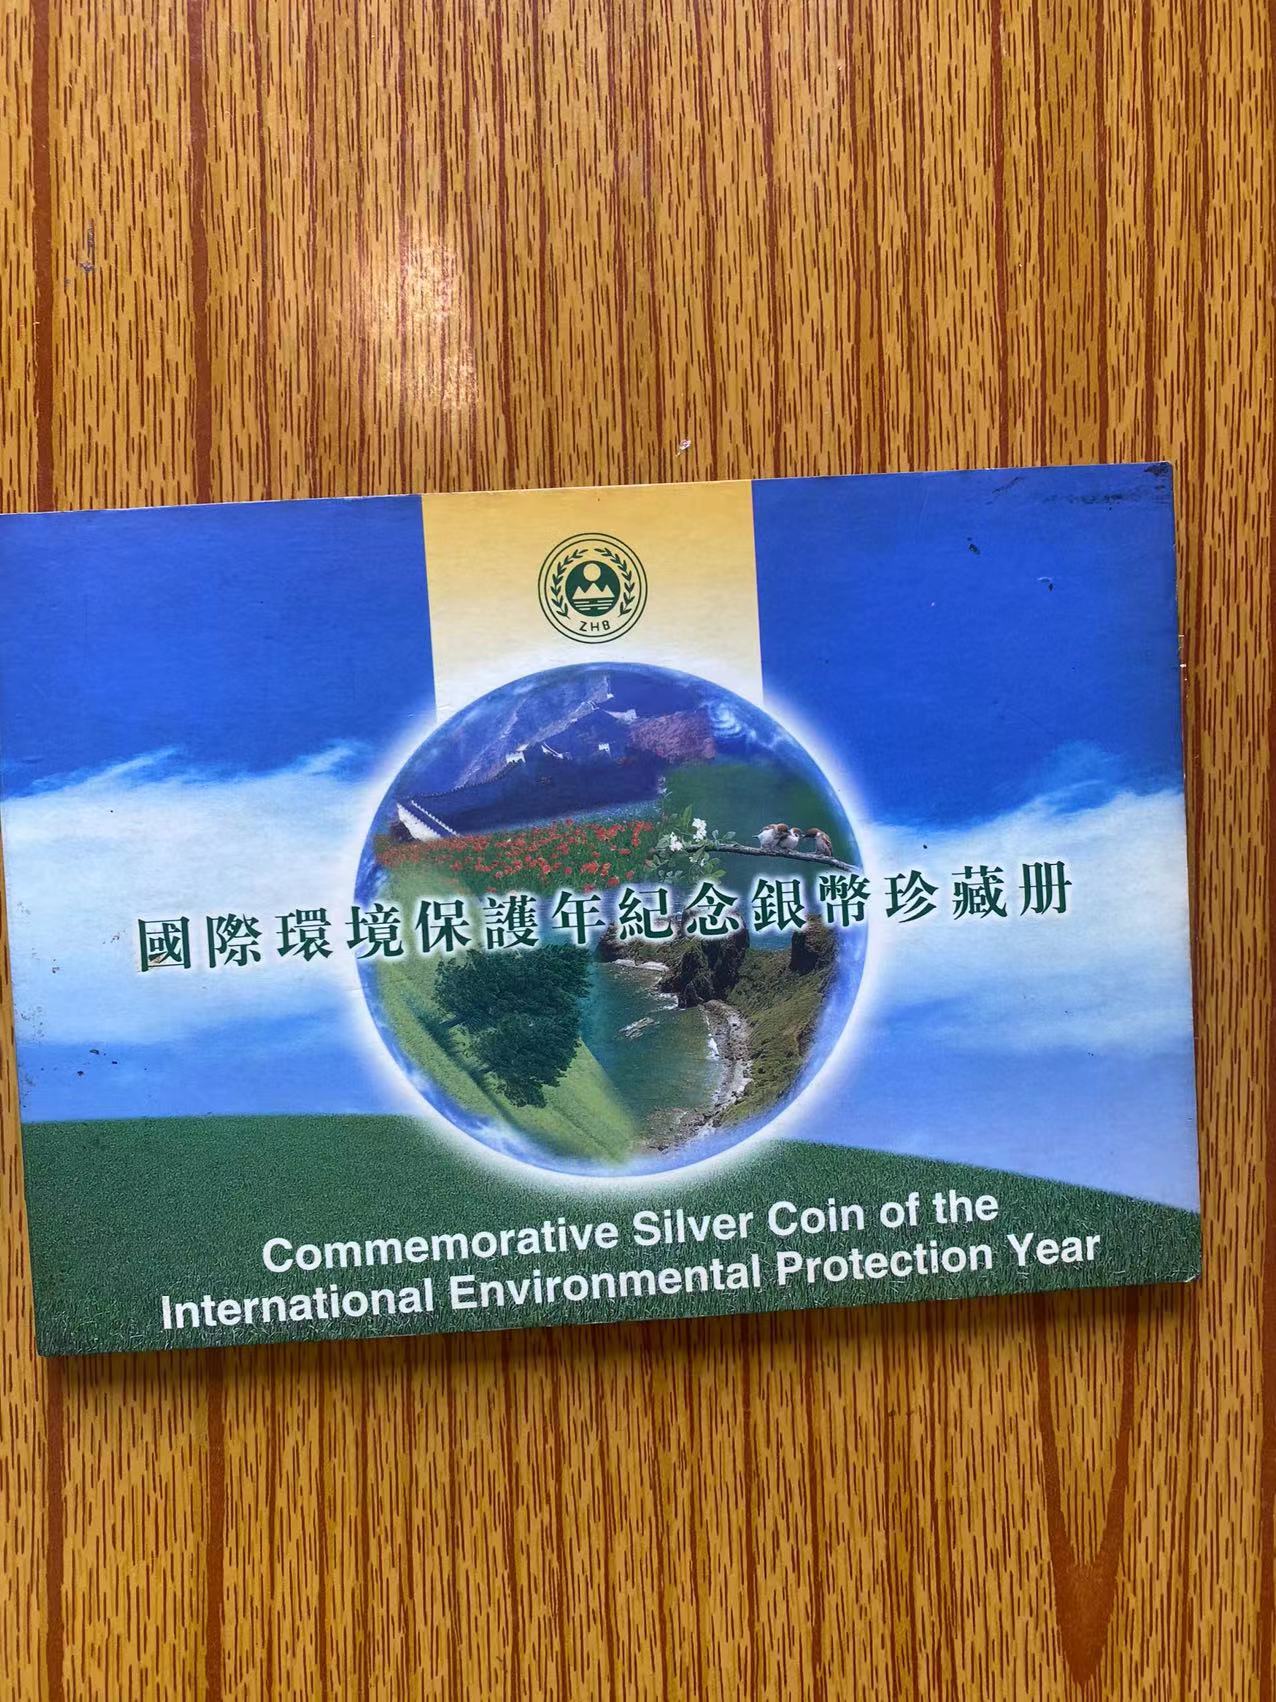 ZHB
國際環境保護年紀念銀幣珍藏册
Commemorative Silver Coin of the
International Environmental Protection Year